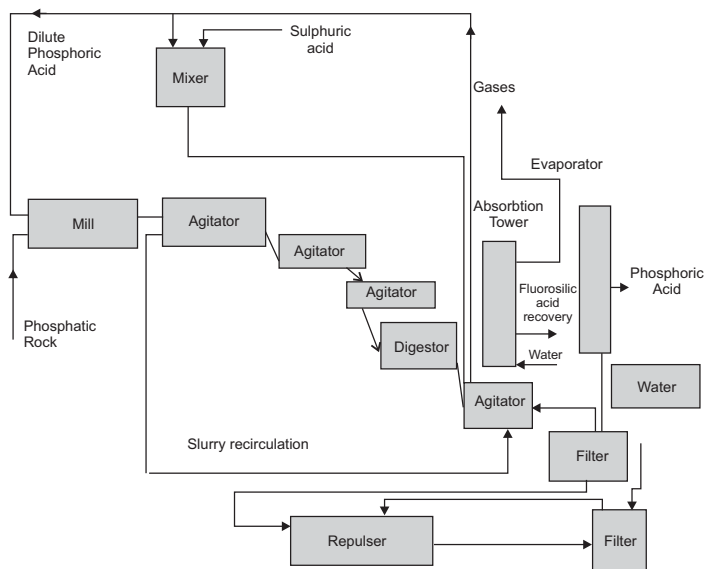 Dilute
Phosphoric
Acid
Sulphuric
acid
Mixer
Gases
Evaporator
Absorbtion
Tower
Mill
Agitator
Agitator
Agitator
Phosphoric
Acid
Fluorosilic
acid
recovery
Phosphatic
Rock
Digestor
Water
Water
Agitator
Slurry recirculation
Filter
Repulser
Filter